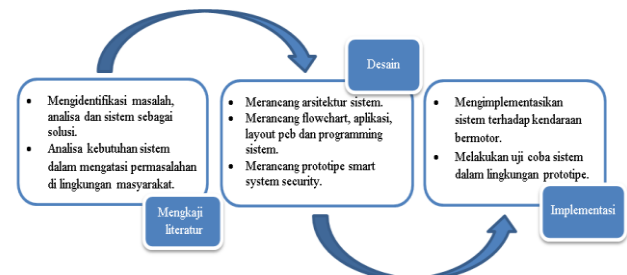 • Mengidentifikasi masalah,
analisa dan sistem sebagai
solusi.
• Analisa kebutuhan sistem
dalam mengatasi permasalahan
di lingkungan masyarakat.
Mengkaji
literatur
Desain
• Merancang arsitektur sistem.
• Merancang flowchart, aplikasi,
layout pcb dan programming
sistem.
• Merancang prototipe smart
system security.
• Mengimplementasikan
sistem terhadap kendaraan
bermotor.
• Melakukan uji coba sistem
dalam lingkungan prototipe.
Implementasi